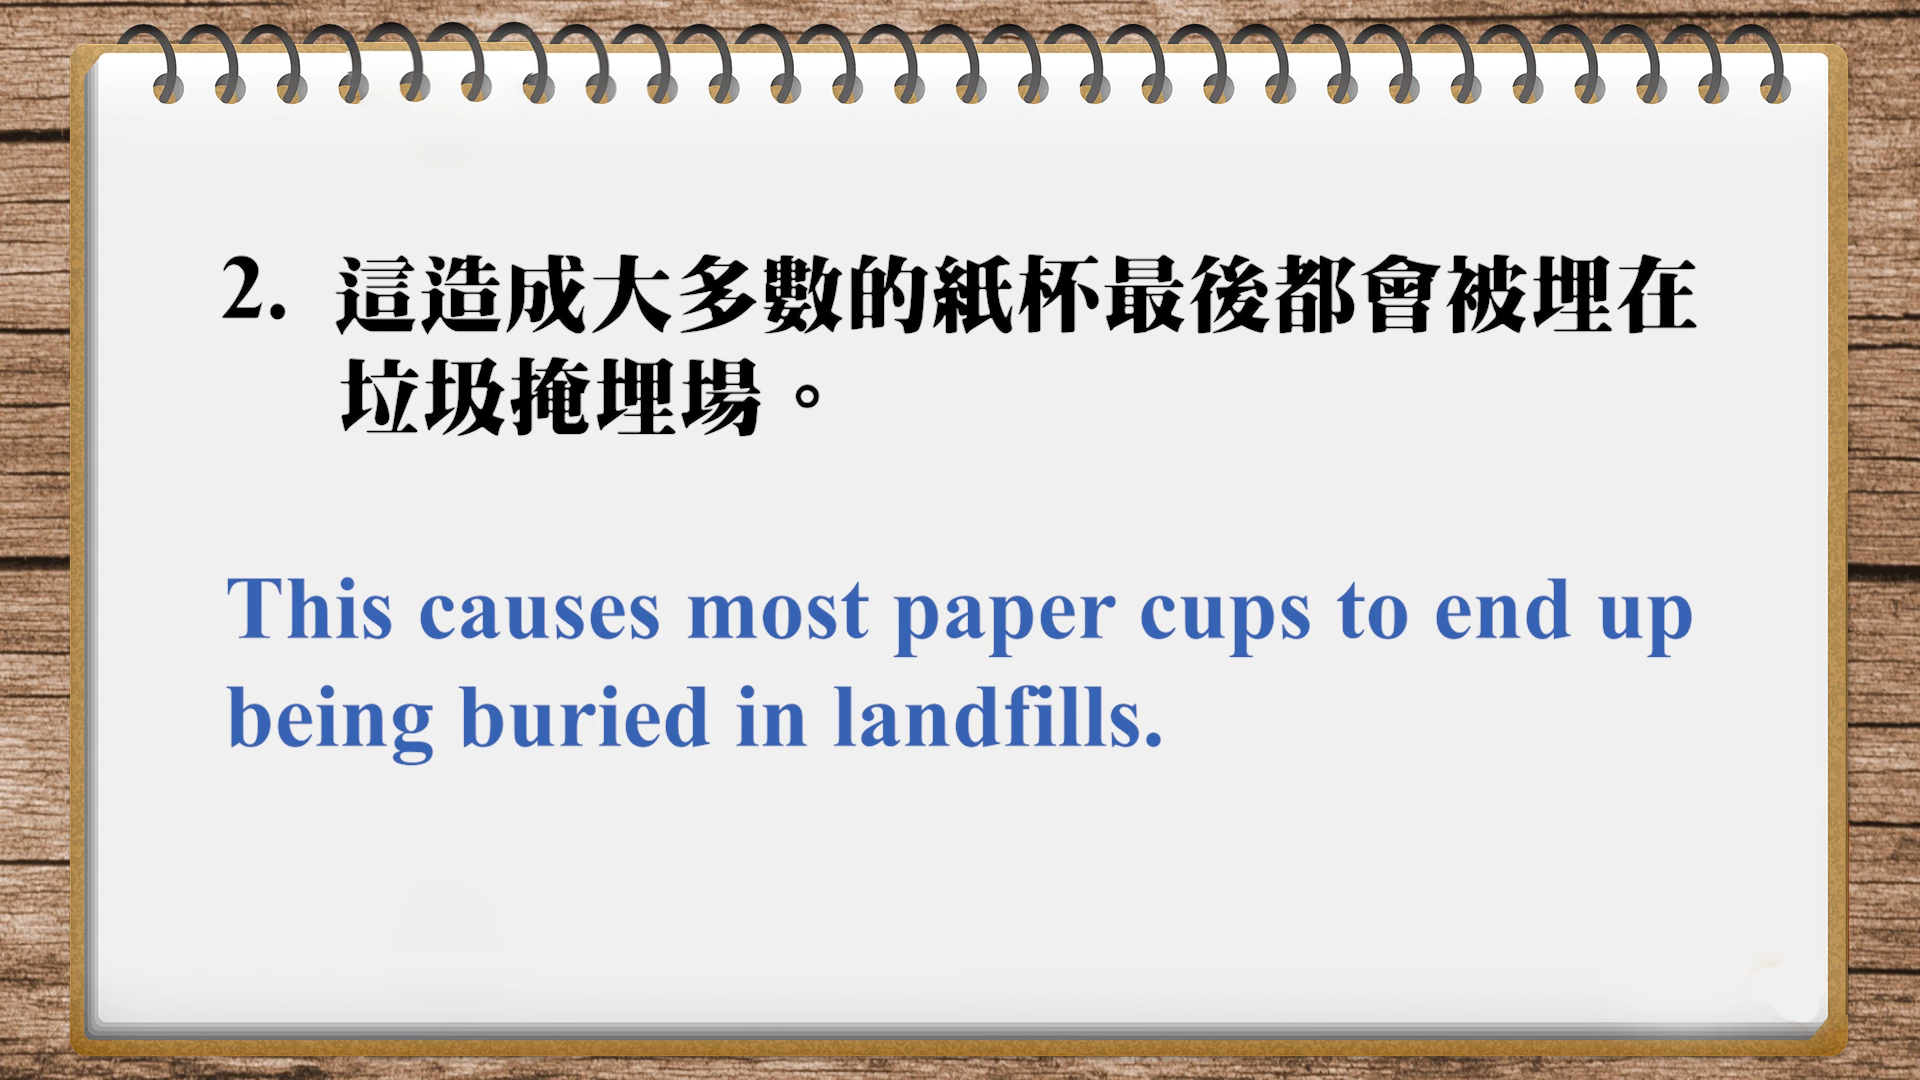 2. 這造成大多數的紙杯最後都會被埋在
垃圾掩埋場。
This causes most paper cups to end up
being buried in landfills.